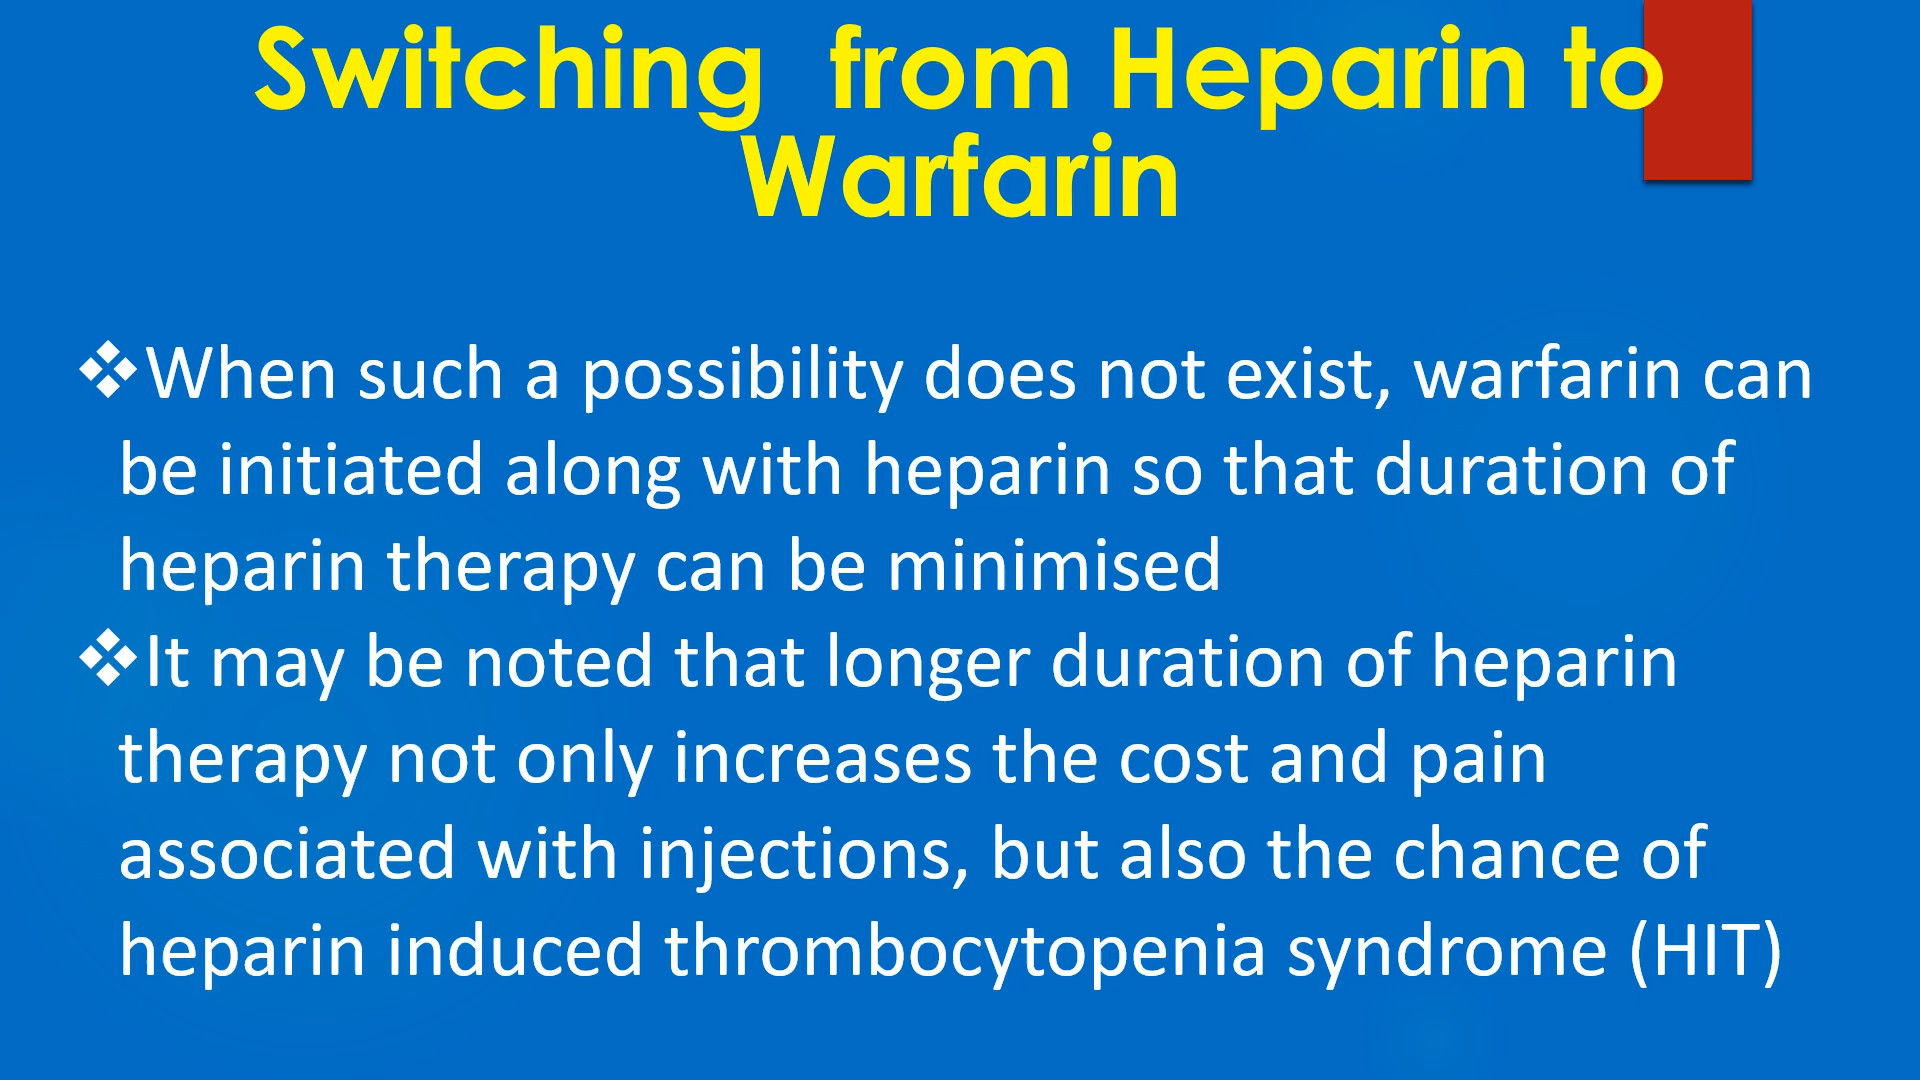 Switching  from Heparin to
Warfarin
❖When such a possibility does not exist, warfarin can
be initiated along with heparin so that duration of
heparin therapy can be minimised
❖It may be noted that longer duration of heparin
therapy not only increases the cost and pain
associated with injections, but also the chance of
heparin induced thrombocytopenia syndrome (HIT)